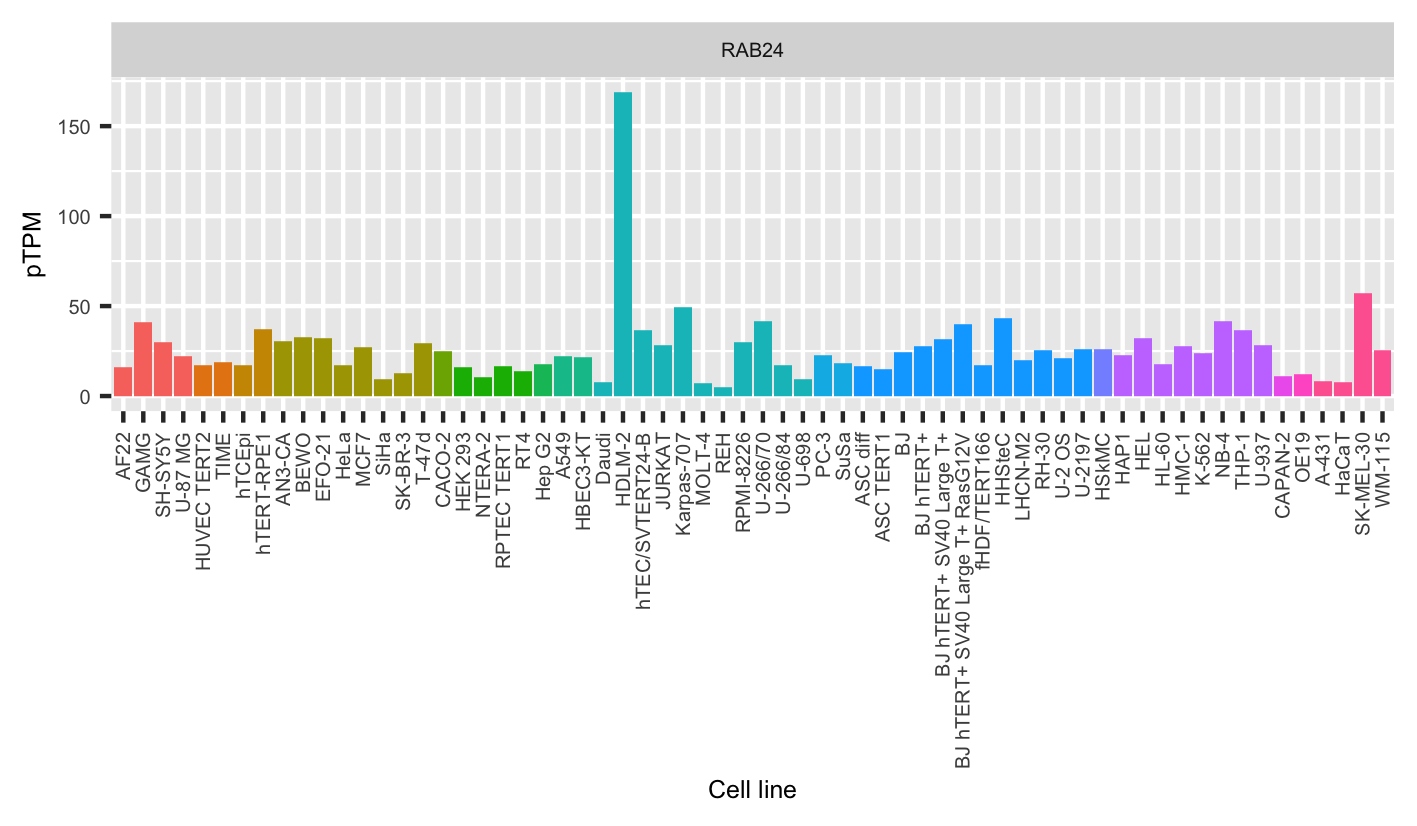 RAB24
pTPM
150
100
50
0
AF22
GAMG
SH-SY5Y
U-87 MG
HUVEC TERT2
TIME
hTCEpi
hTERT-RPE1
AN3-CA
BEWO
EFO-21
HeLa
MCF7
SiHa
SK-BR-3
T-47d
CACO-2
HEK 293
NTERA-2
RPTEC TERT1
RT4
Hep G2
A549
HBEC3-KT
Daudi
HDLM-2
hTEC/SVTERT24-B
JURKAT
Karpas-707
MOLT-4
REH
RPMI-8226
U-266/70
U-266/84
U-698
PC-3
SuSa
ASC diff
ASC TERT1
BJ
BJ hTERT+
BJ hTERT+ SV40 Large T+
BJ hTERT+ SV40 Large T+ RasG12V
fHDF/TERT166
HHSteC
LHCN-M2
RH-30
U-2 OS
U-2197
HSkMC
HAP1
HEL
HL-60
HMC-1
K-562
NB-4
THP-1
U-937
CAPAN-2
OE19
A-431
HaCaT
SK-MEL-30
WM-115
Cell line